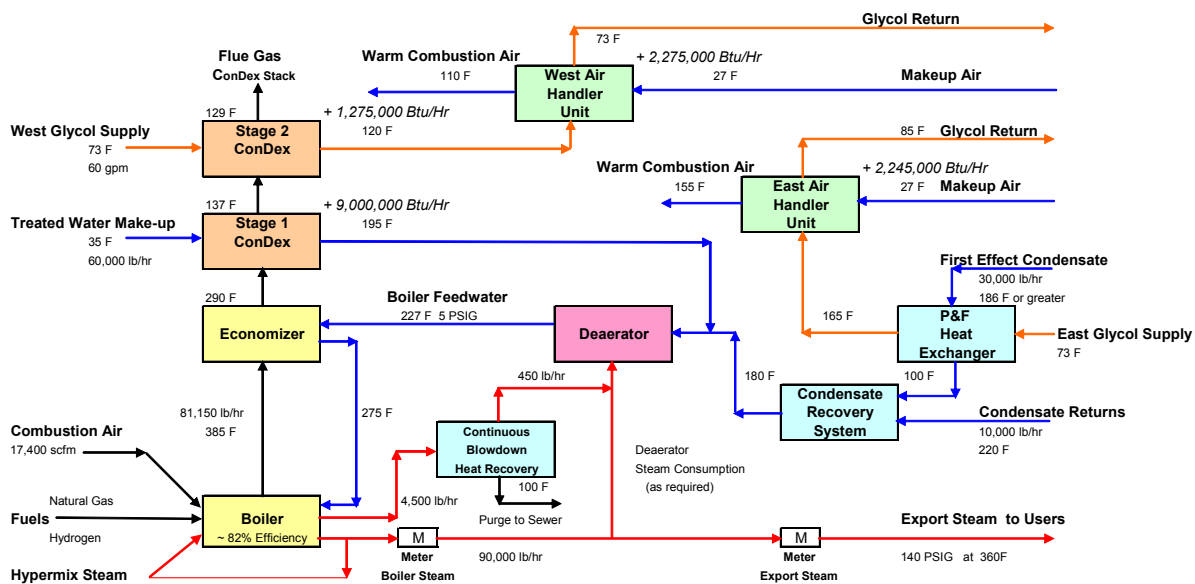 Glycol Return
73 F
Warm Combustion Air
+ 2,275,000 Btu/Hr
110 F
27 F
Makeup Air
West Air
Handler
Unit
Flue Gas
ConDex Stack
129 F
+ 1,275,000 Btu/Hr
120 F
West Glycol Supply
73 F
60 gpm
Stage 2
ConDex
85 F
Glycol Return
Warm Combustion Air
+ 2,245,000 Btu/Hr
155 F
27 F
Makeup Air
East Air
Handler
Unit
137 F
+ 9,000,000 Btu/Hr
195 F
Treated Water Make-up
35 F
60,000 lb/hr
Stage 1
ConDex
First Effect Condensate
30,000 lb/hr
186 F or greater
290 F
Boiler Feedwater
227 F 5 PSIG
Economizer
Deaerator
165 F
P&F
Heat
Exchanger
East Glycol Supply
73 F
450 lb/hr
180 F
100 F
81,150 lb/hr
385 F
275 F
Condensate
Recovery
System
Condensate Returns
10,000 lb/hr
220 F
Combustion Air
17,400 scfm
Continuous
Blowdown
Heat Recovery
Deaerator
Steam Consumption
(as required)
100 F
4,500 lb/hr
Purge to Sewer
Natural Gas
Fuels
Hydrogen
Boiler
~ 82% Efficiency
M
Meter
Boiler Steam
90,000 lb/hr
M
Meter
Export Steam
Export Steam to Users
140 PSIG at 360F
Hypermix Steam